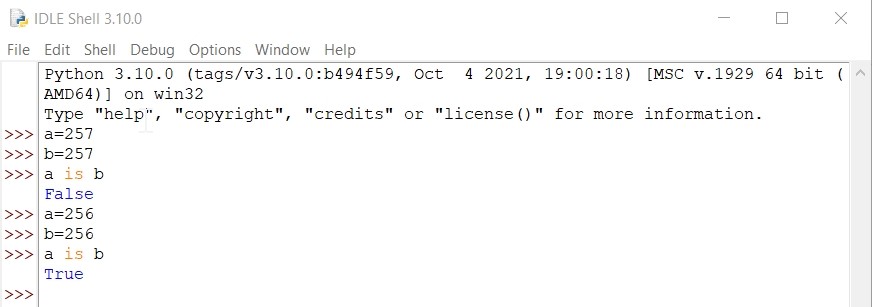 IDLE Shell 3.10.0
File Edit Shell Debug Options Window Help
Python 3.10.0 (tags/v3.10.0:b494f59, Oct  4 2021, 19:00:18) [MSC v.1929 64 bit (
AMD64)] on win32
Type "help", "copyright", "credits" or "license()" for more information.
>>> a=257
>>> b=257
>>> a is b
False
>>> a=256
>>> b=256
>>> a is b
True
>>>